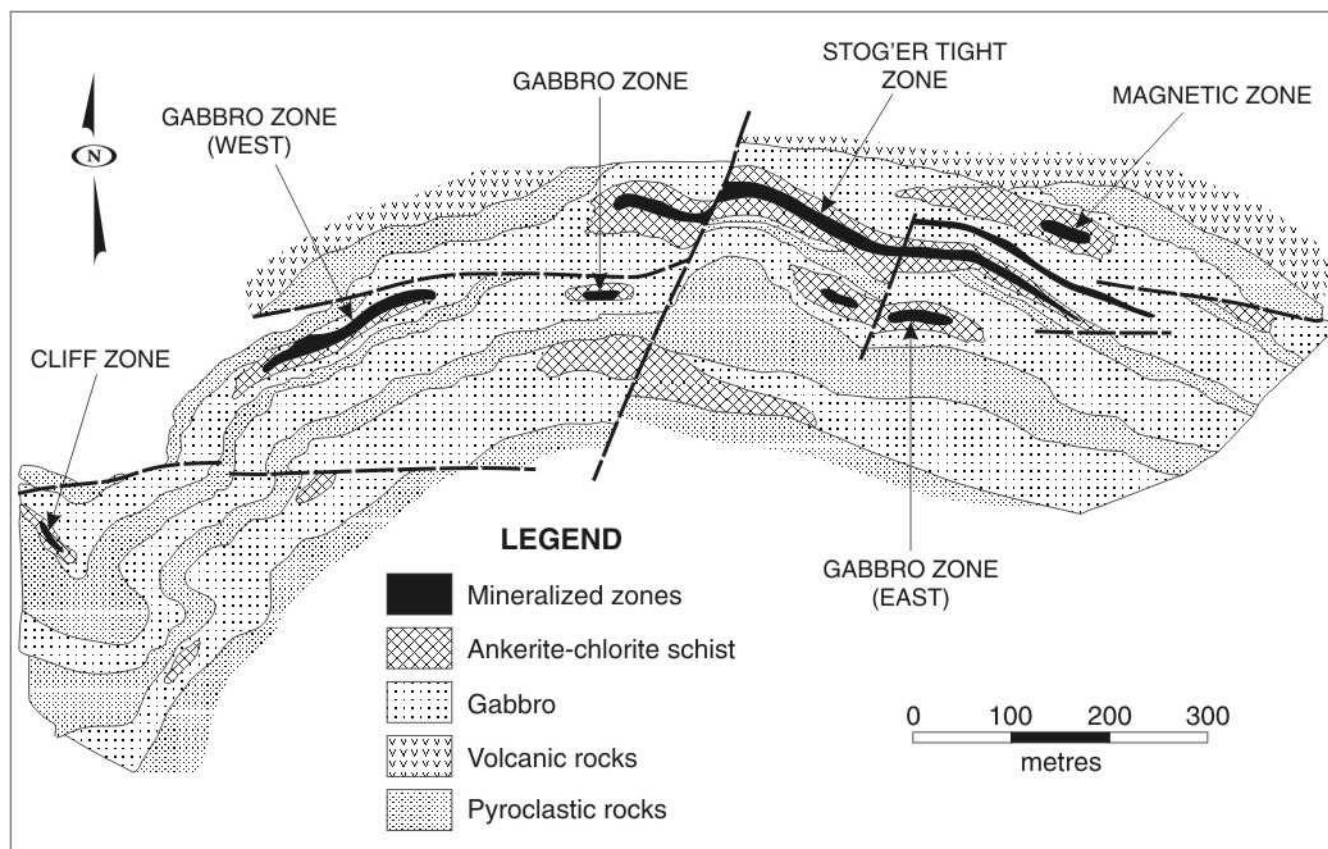 STOG'ER TIGHT
ZONE
GABBRO ZONE
MAGNETIC ZONE
GABBRO ZONE
(WEST)
N
CLIFF ZONE
LEGEND
Mineralized zones
Ankerite-chlorite schist
Gabbro
Volcanic rocks
Pyroclastic rocks
GABBRO ZONE
(EAST)
0 100 200 300
metres